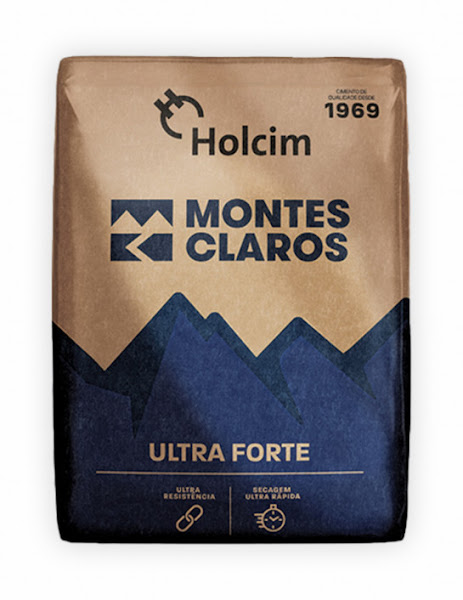 CIMENTO DE
QUALIDADE DESDE
1969
Holcim
MONTES
CLAROS
ULTRA FORTE
ULTRA
RESISTÊNCIA
SECAGEM
ULTRA RÁPIDA